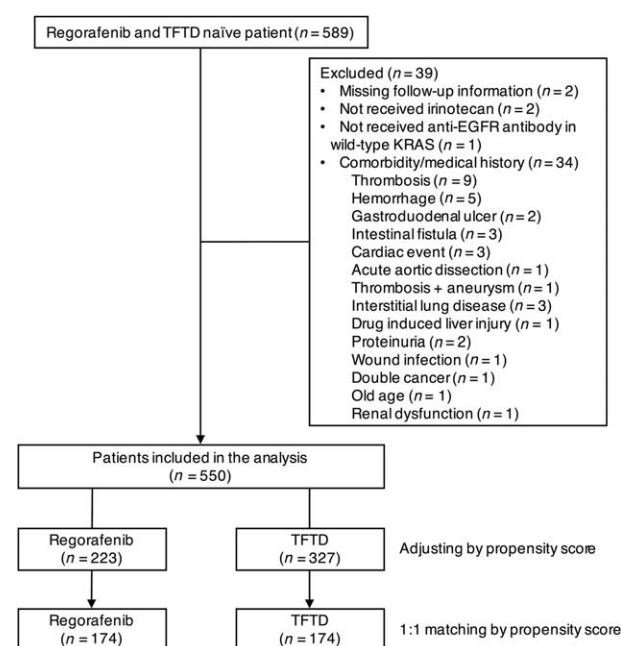 Regorafenib and TFTD naïve patient (n = 589)
Excluded (n = 39)
• Missing follow-up information (n = 2)
• Not received irinotecan (n = 2)
• Not received anti-EGFR antibody in
wild-type KRAS (n = 1)
• Comorbidity/medical history (n = 34)
Thrombosis (n = 9)
Hemorrhage (n = 5)
Gastroduodenal ulcer (n = 2)
Intestinal fistula (n = 3)
Cardiac event (n = 3)
Acute aortic dissection (n = 1)
Thrombosis + aneurysm (n = 1)
Interstitial lung disease (n = 3)
Drug induced liver injury (n = 1)
Proteinuria (n = 2)
Wound infection (n = 1)
Double cancer (n = 1)
Old age (n = 1)
Renal dysfunction (n = 1)
Patients included in the analysis
(n = 550)
Regorafenib
(n = 223)
TFTD
(n = 327)
Adjusting by propensity score
Regorafenib
(n = 174)
TFTD
(n = 174)
1:1 matching by propensity score